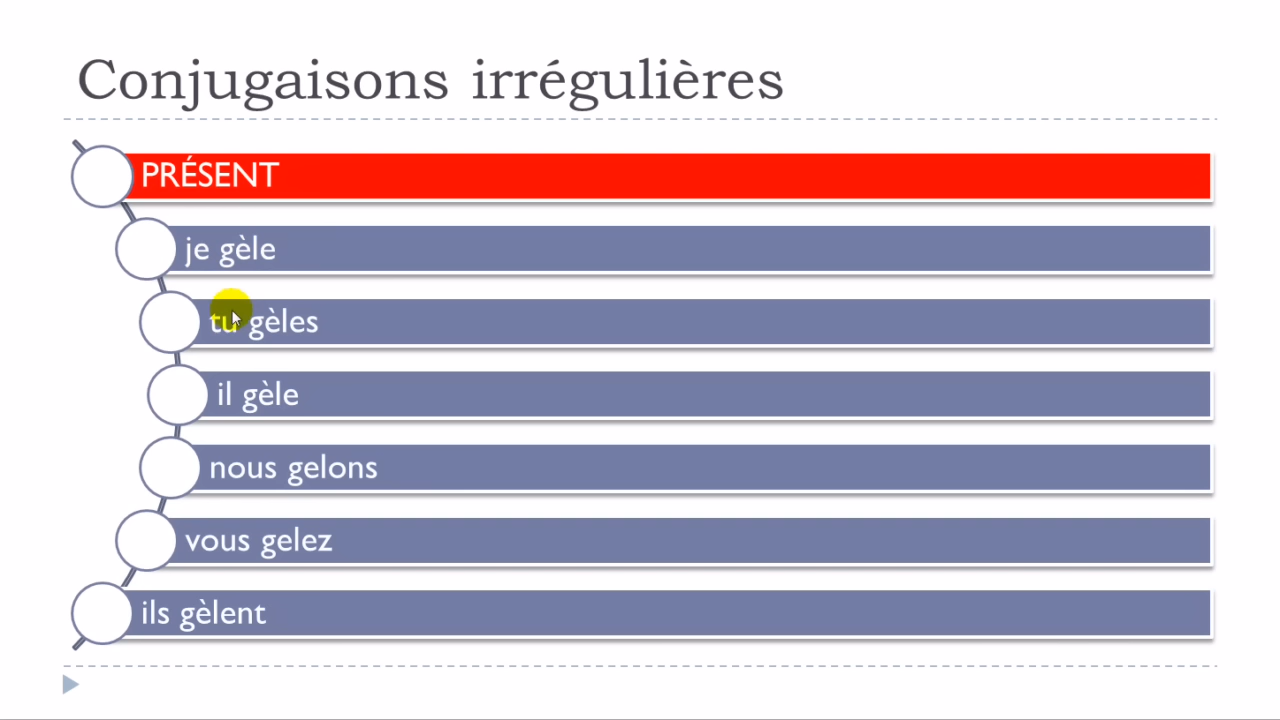 Conjugaisons irrégulières
PRÉSENT
je gèle
tu gèles
il gèle
nous gelons
vous gelez
ils gèlent